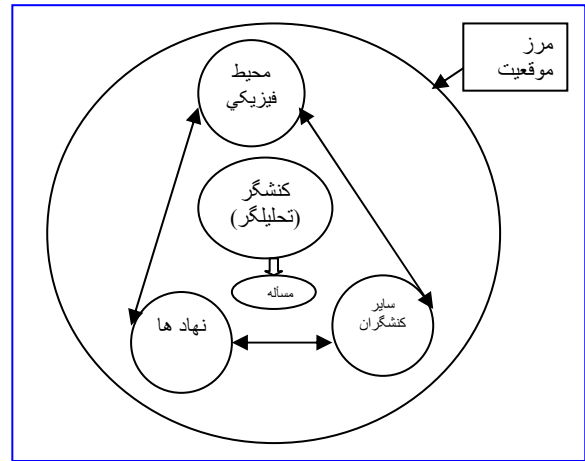 مرز
موقعيت
محيط
فيزيكي
كنشگر
(تحليلگر)
مسأله
ساير
كنشگران
نهاد ها